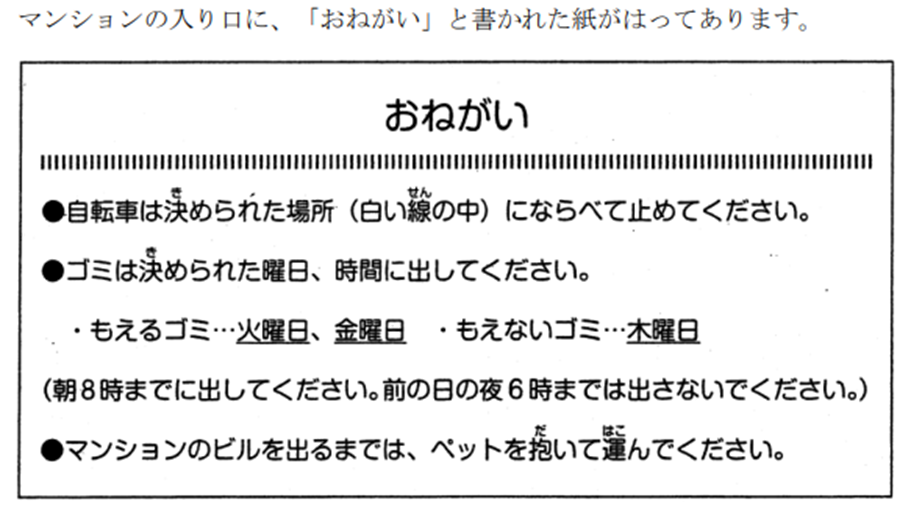 マンションの入り口に、「おねがい」と書かれた紙がはってあります。
おねがい
●自転車は決められた場所（白い線の中）にならべて止めてください。
●ゴミは決められた曜日、時間に出してください。
・もえるゴミ…火曜日、金曜日　・もえないゴミ…木曜日
（朝８時までに出してください。前の日の夜６時までは出さないでください。）
●マンションのビルを出るまでは、ペットを抱いて運んでください。